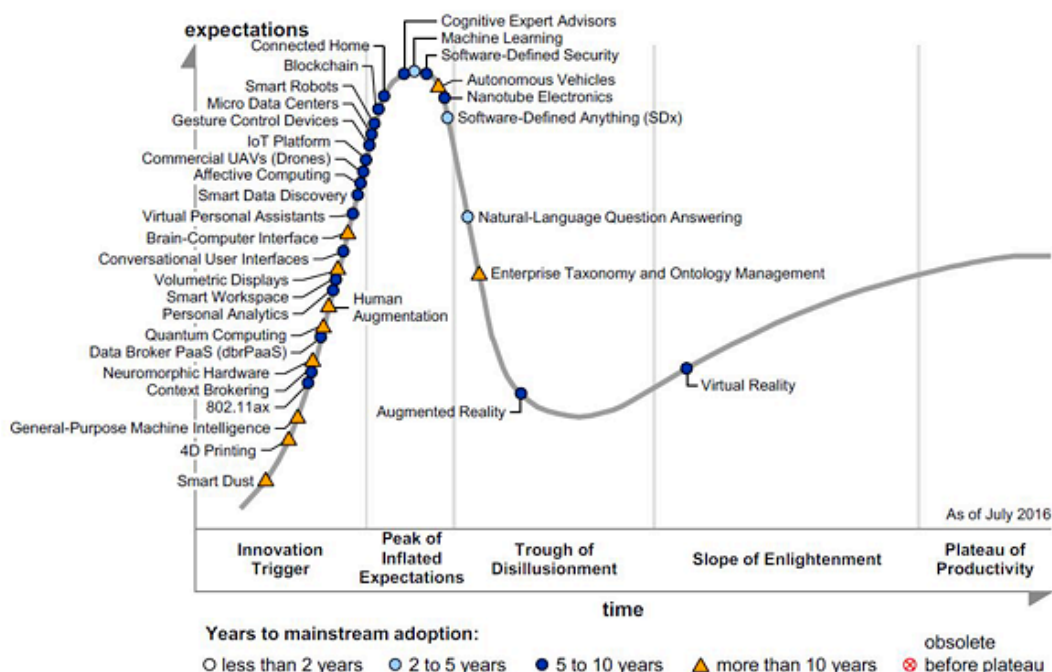 expectations
Cognitive Expert Advisors
Machine Learning
Software-Defined Security
Connected Home
Blockchain
Autonomous Vehicles
Smart Robots
Nanotube Electronics
Micro Data Centers
Gesture Control Devices
Software-Defined Anything (SDx)
IoT Platform
Commercial UAVs (Drones)
Affective Computing
Smart Data Discovery
Virtual Personal Assistants
Natural-Language Question Answering
Brain-Computer Interface
Conversational User Interfaces
Volumetric Displays
Enterprise Taxonomy and Ontology Management
Smart Workspace
Personal Analytics
Human
Augmentation
Quantum Computing
Data Broker PaaS (dbrPaaS)
Neuromorphic Hardware
Context Brokering
Virtual Reality
802.11ax
Augmented Reality
General-Purpose Machine Intelligence
4D Printing
Smart Dust
As of July 2016
Innovation
Trigger
Peak of
Inflated
Expectations
Trough of
Disillusionment
Slope of Enlightenment
Plateau of
Productivity
time
Years to mainstream adoption:
less than 2 years
2 to 5 years
5 to 10 years
more than 10 years
obsolete
before plateau